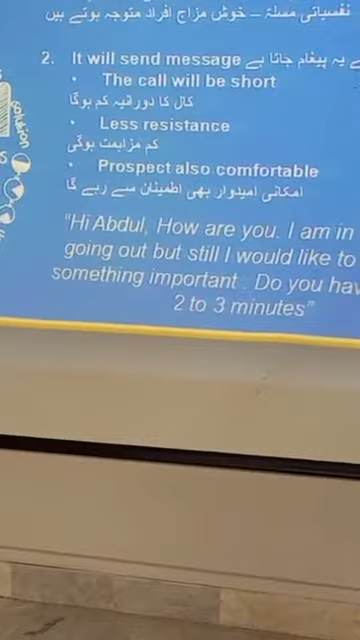 نفسیاتی مسئلہ – خوش مزاج افراد متوجہ ہوتے ہیں
2. It will send message یہ پیغام جاتا ہے
• The call will be short
کال کا دورانیہ کم ہوگا
• Less resistance
کم مزاہمت ہوگی
• Prospect also comfortable
امکانی امیدوار بھی اطمینان سے رہے گا
"Hi Abdul, How are you. I am in
going out but still I would like to
something important . Do you
2 to 3 minutes"